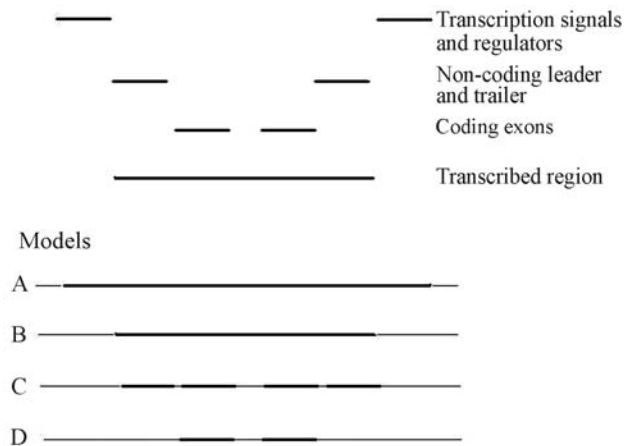 Transcription signals
and regulators
Non-coding leader
and trailer
Coding exons
Transcribed region
Models
A
B
C
D